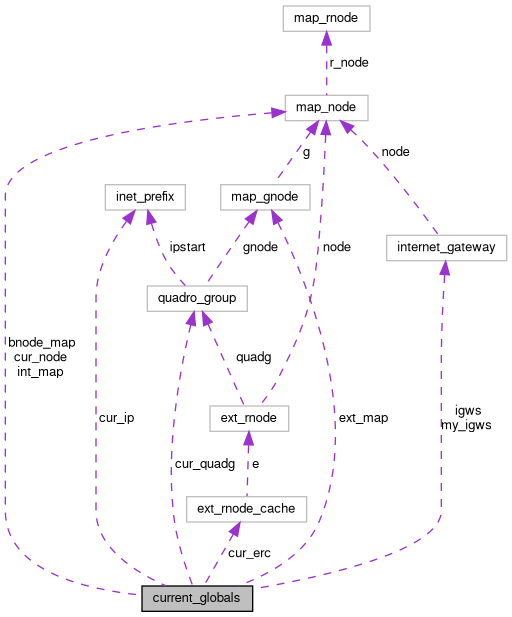 map_rnode
r_node
map_node
g
node
inet_prefix
map_gnode
ipstart
gnode
node
internet_gateway
quadro_group
bnode_map
cur_node
int_map
quadg
cur_ip
ext_rnode
ext_map
igws
my_igws
cur_quadg
e
ext_rnode_cache
cur_erc
current_globals